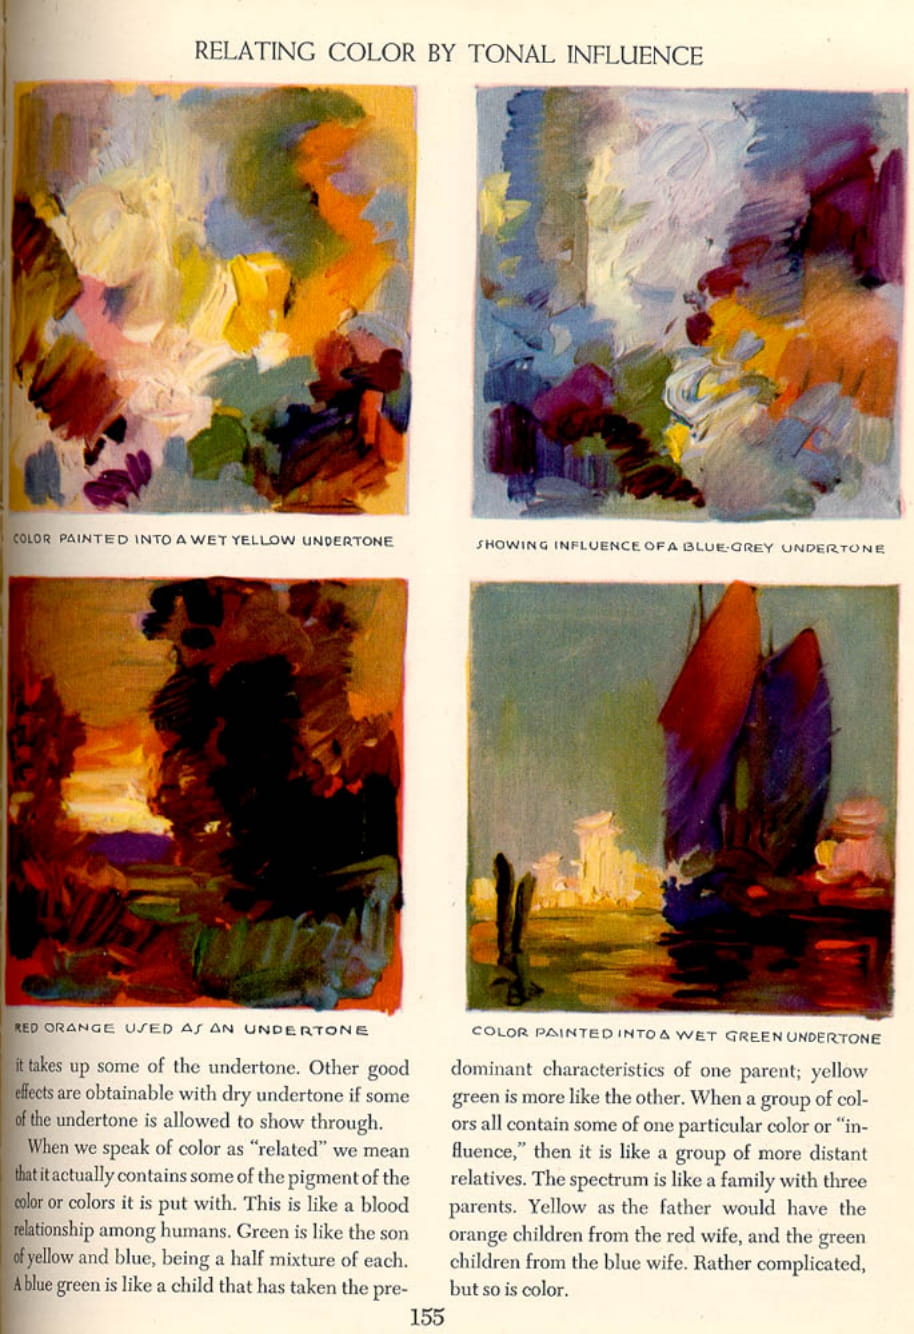 RELATING COLOR BY TONAL INFLUENCE
COLOR PAINTED INTO A WET YELLOW UNDERTONE
SHOWING INFLUENCE OF A BLUE-GREY UNDERTONE
RED ORANGE USED AS AN UNDERTONE
COLOR PAINTED INTO A WET GREEN UNDERTONE
it takes up some of the undertone. Other good
effects are obtainable with dry undertone if some
of the undertone is allowed to show through.
When we speak of color as “related” we mean
that it actually contains some of the pigment of the
color or colors it is put with. This is like a blood
relationship among humans. Green is like the son
of yellow and blue, being a half mixture of each.
A blue green is like a child that has taken the pre-
dominant characteristics of one parent; yellow
green is more like the other. When a group of col-
ors all contain some of one particular color or “in-
fluence,” then it is like a group of more distant
relatives. The spectrum is like a family with three
parents. Yellow as the father would have the
orange children from the red wife, and the green
children from the blue wife. Rather complicated,
but so is color.
155